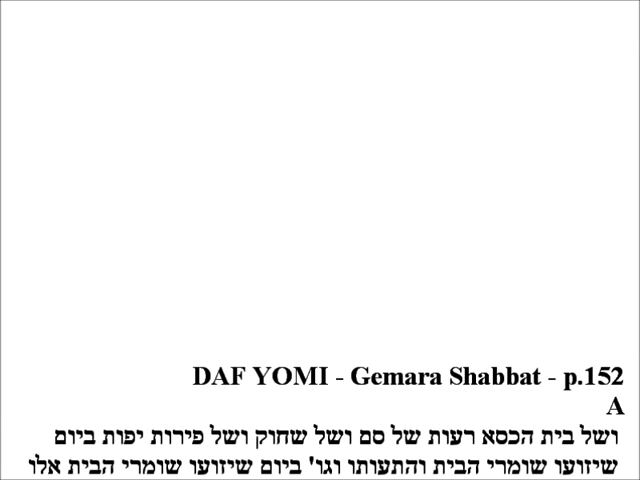 DAF YOMI - Gemara Shabbat - p.152
A
ושל בית הכסא רעות של סם ושל שחוק ושל פירות יפות ביום
שיזועו שומרי הבית והתעותו וגו' ביום שיזועו שומרי הבית אלו